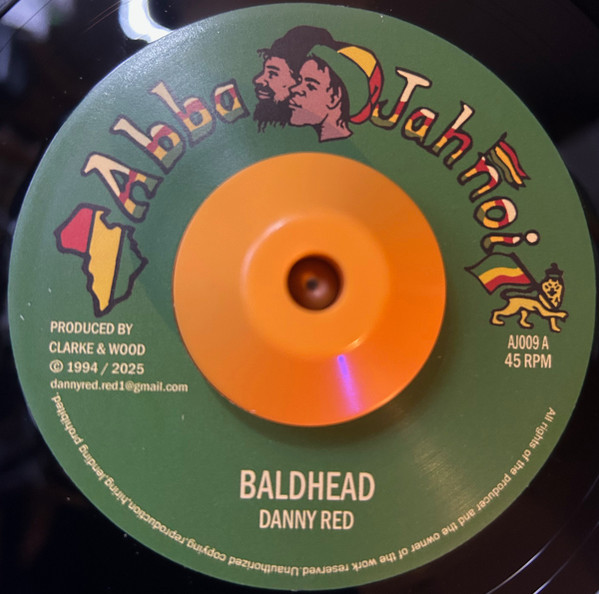 Abba Jahnoi
PRODUCED BY
CLARKE & WOOD
© 1994 / 2025
dannyred.red1@gmail.com
AJ009 A
45 RPM
BALDHEAD
DANNY RED
All rights of the producer and the owner of the work reserved.Unauthorized copying,reproduction,hiring,lending prohibited.